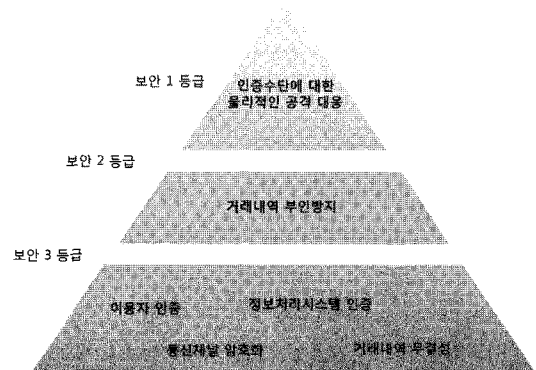 보안 1 등급
인증수단에 대한
물리적인 공격 대응
보안 2 등급
거래내역 부인방지
보안 3 등급
이용자 인증
정보처리시스템 인증
통신채널 암호화
거래내역 무결성